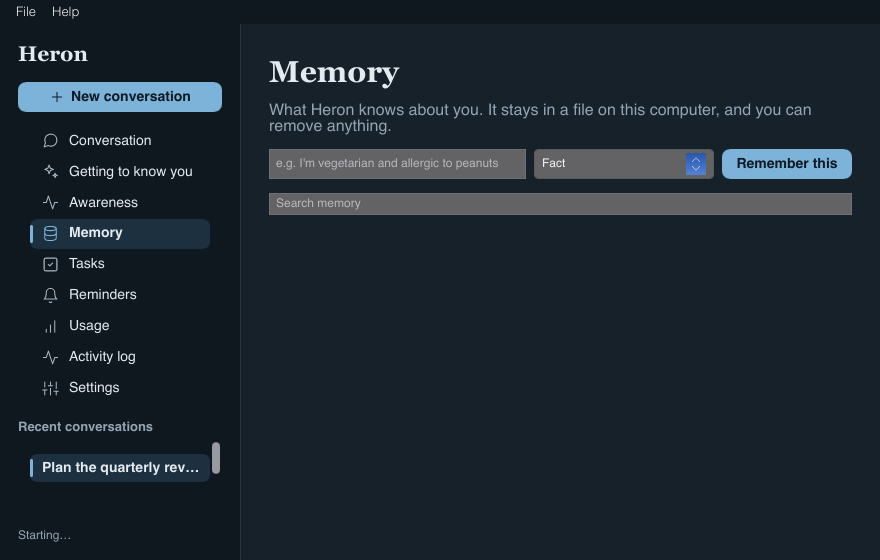 File Help
Heron
New conversation
Conversation
Getting to know you
Awareness
Memory
Tasks
Reminders
Usage
Activity log
Settings
Recent conversations
Plan the quarterly rev…
Starting…
Memory
What Heron knows about you. It stays in a file on this computer, and you can
remove anything.
e.g. I'm vegetarian and allergic to peanuts
Fact
Remember this
Search memory